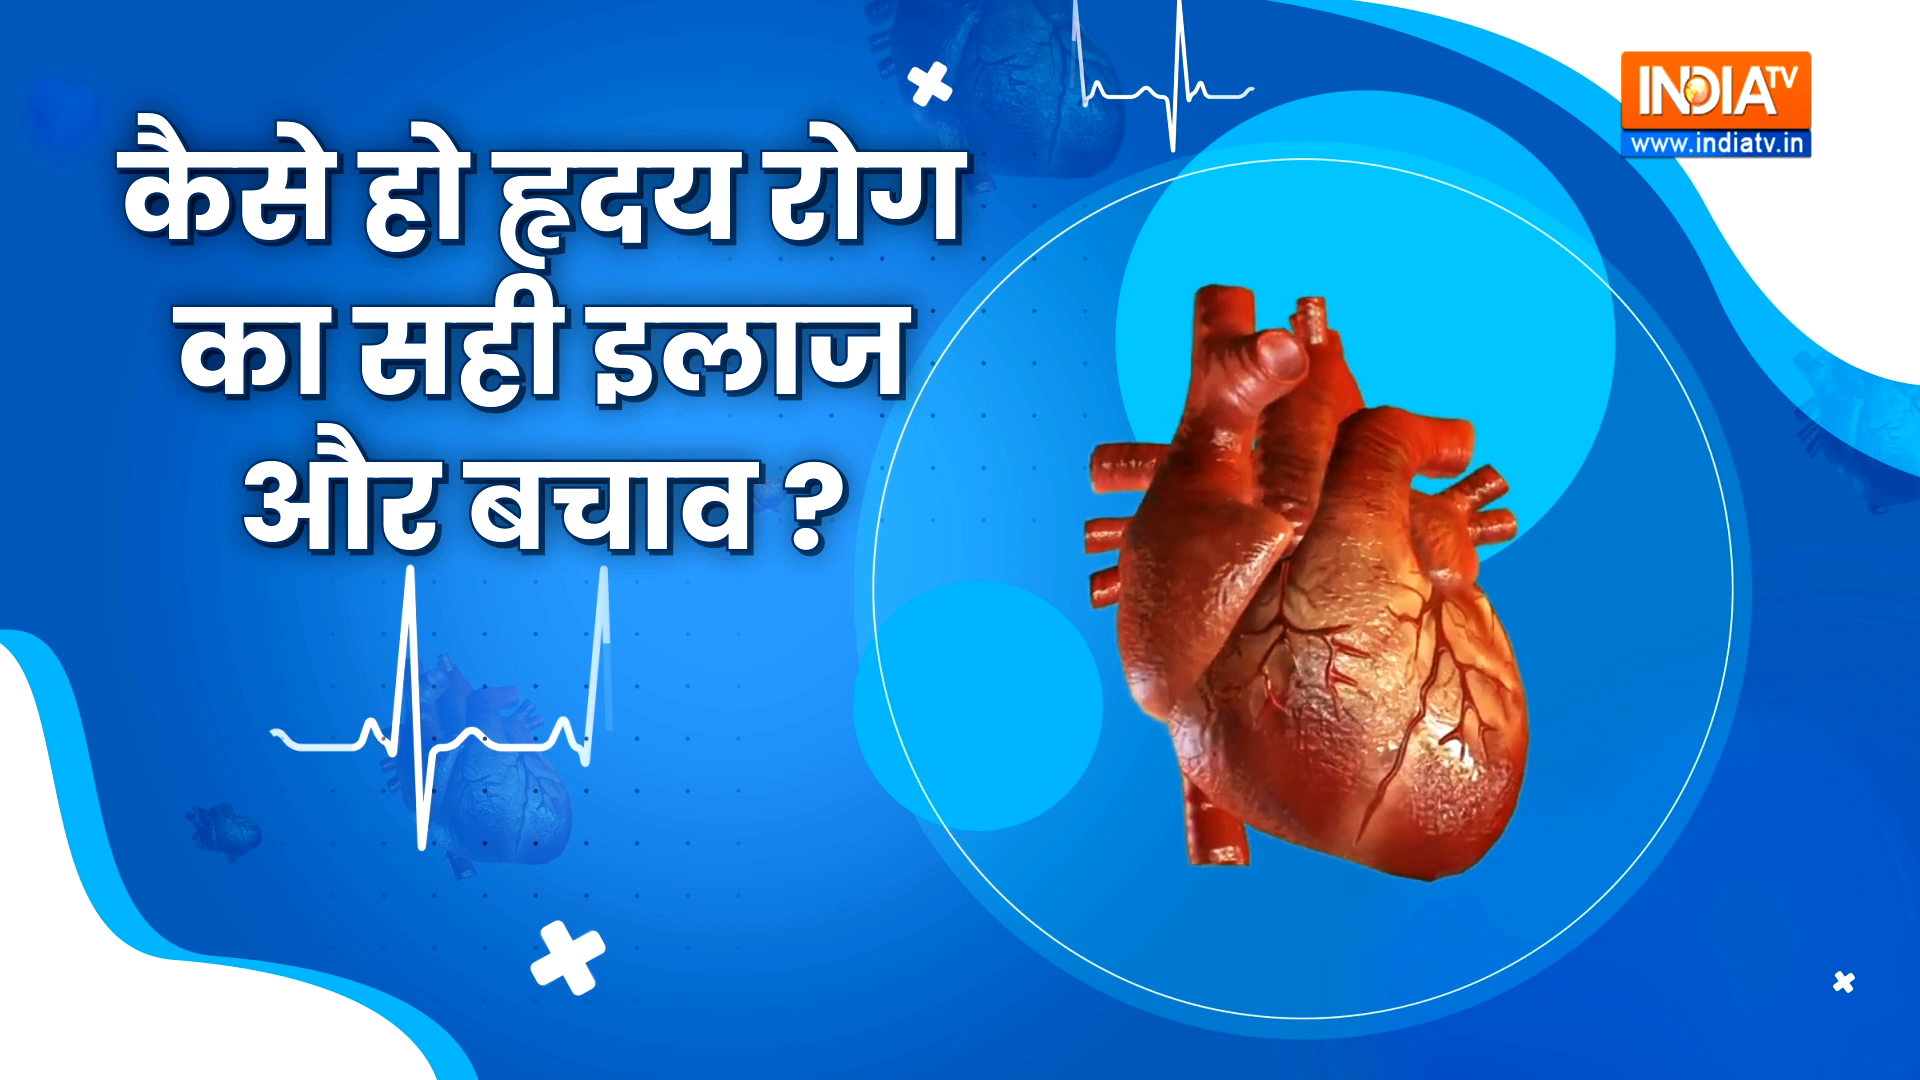 कैसे हो हृदय रोग
का सही इलाज
और बचाव ?
INDIA TV
www.indiatv.in